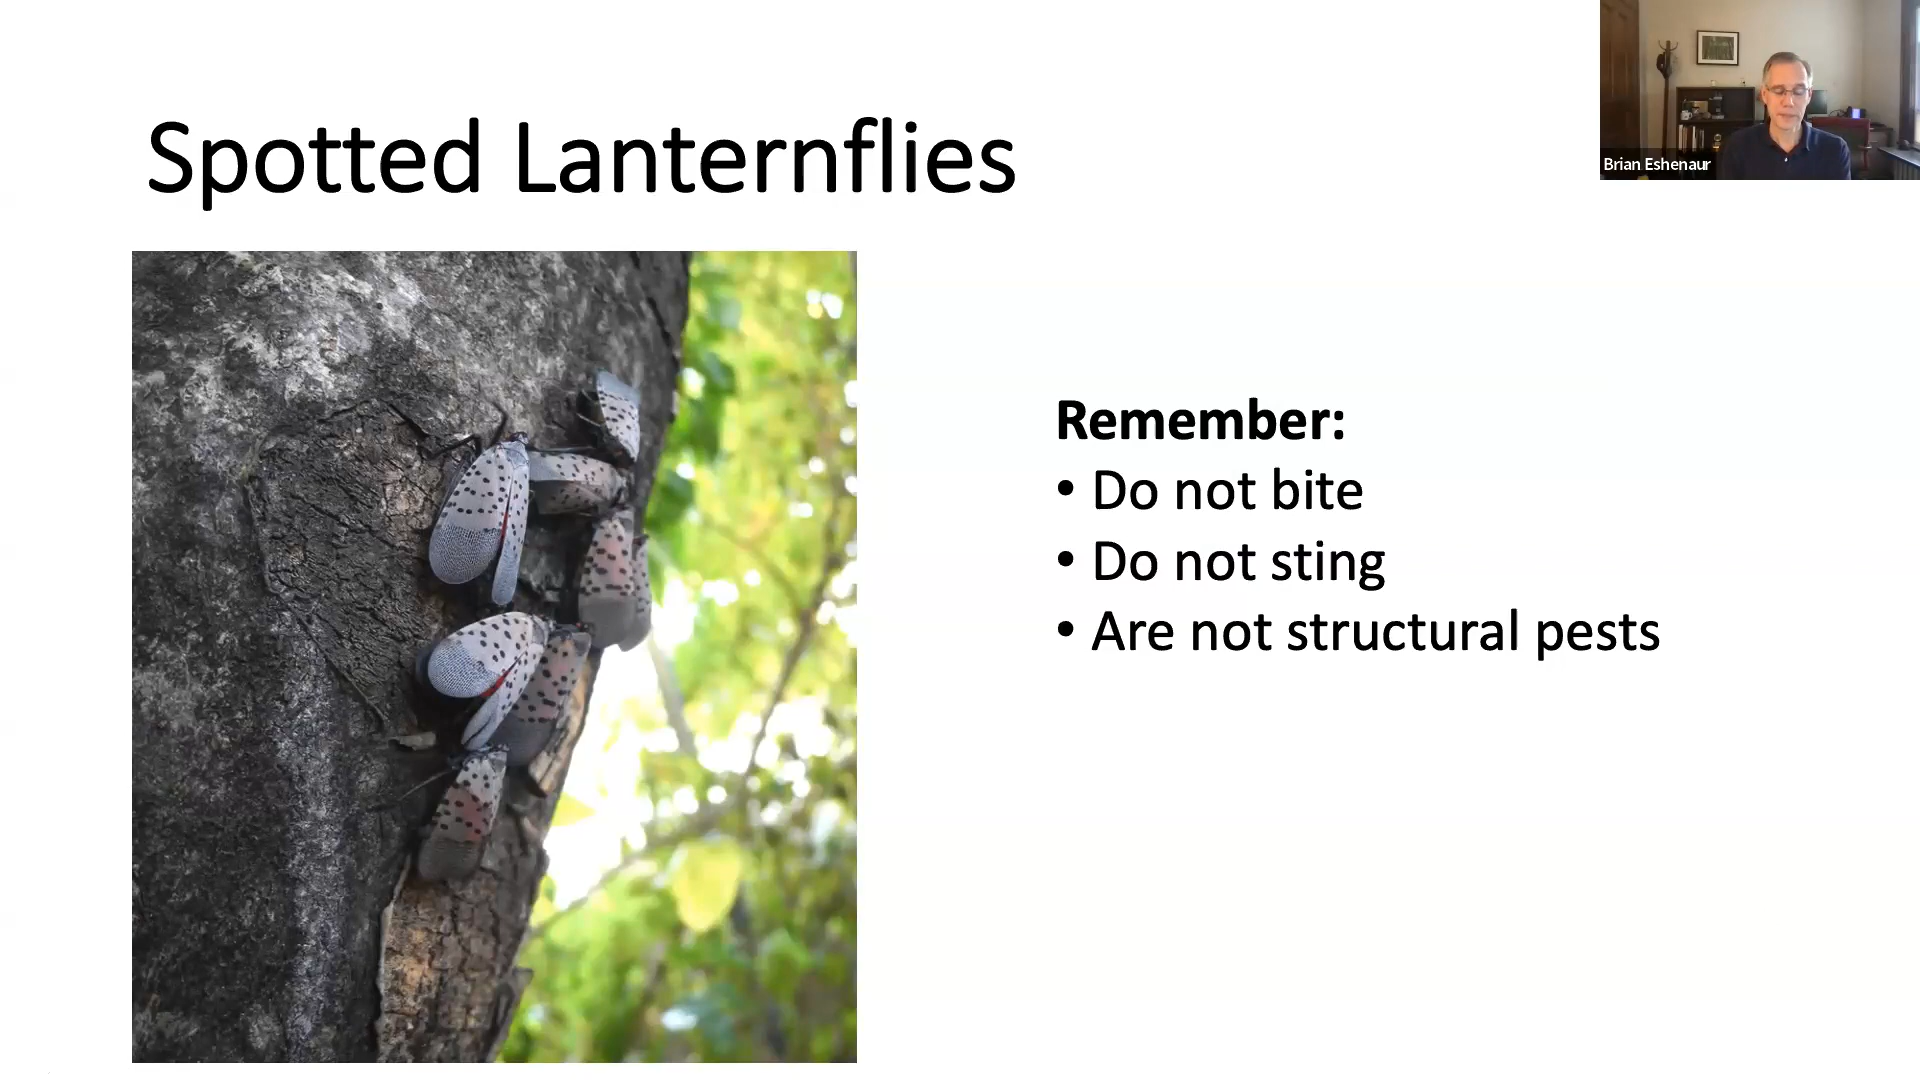 Spotted Lanternflies
Brian Eshenaur
Remember:
• Do not bite
• Do not sting
• Are not structural pests